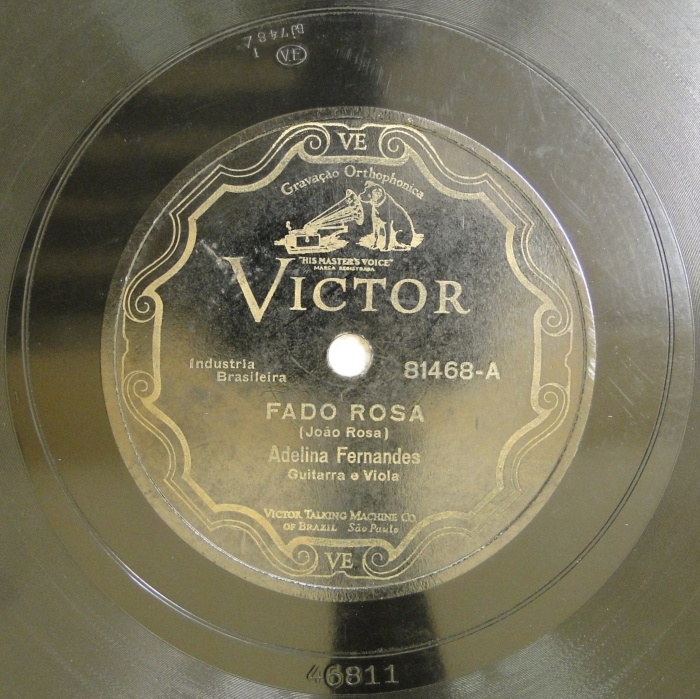 VE
Gravação Orthophonica
"HIS MASTER'S VOICE"
MARCA REGISTRADA
VICTOR
Industria
Brasileira
81468-A
FADO ROSA
(João Rosa)
Adelina Fernandes
Guitarra e Viola
VICTOR TALKING MACHINE CO.
OF BRAZIL São Paulo
VE
VE
46811